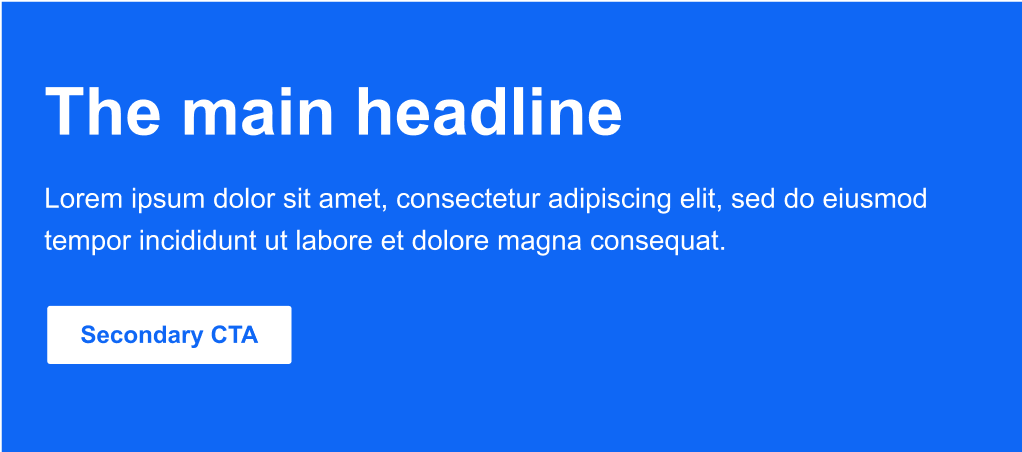 The main headline
Lorem ipsum dolor sit amet, consectetur adipiscing elit, sed do eiusmod
tempor incididunt ut labore et dolore magna consequat.
Secondary CTA